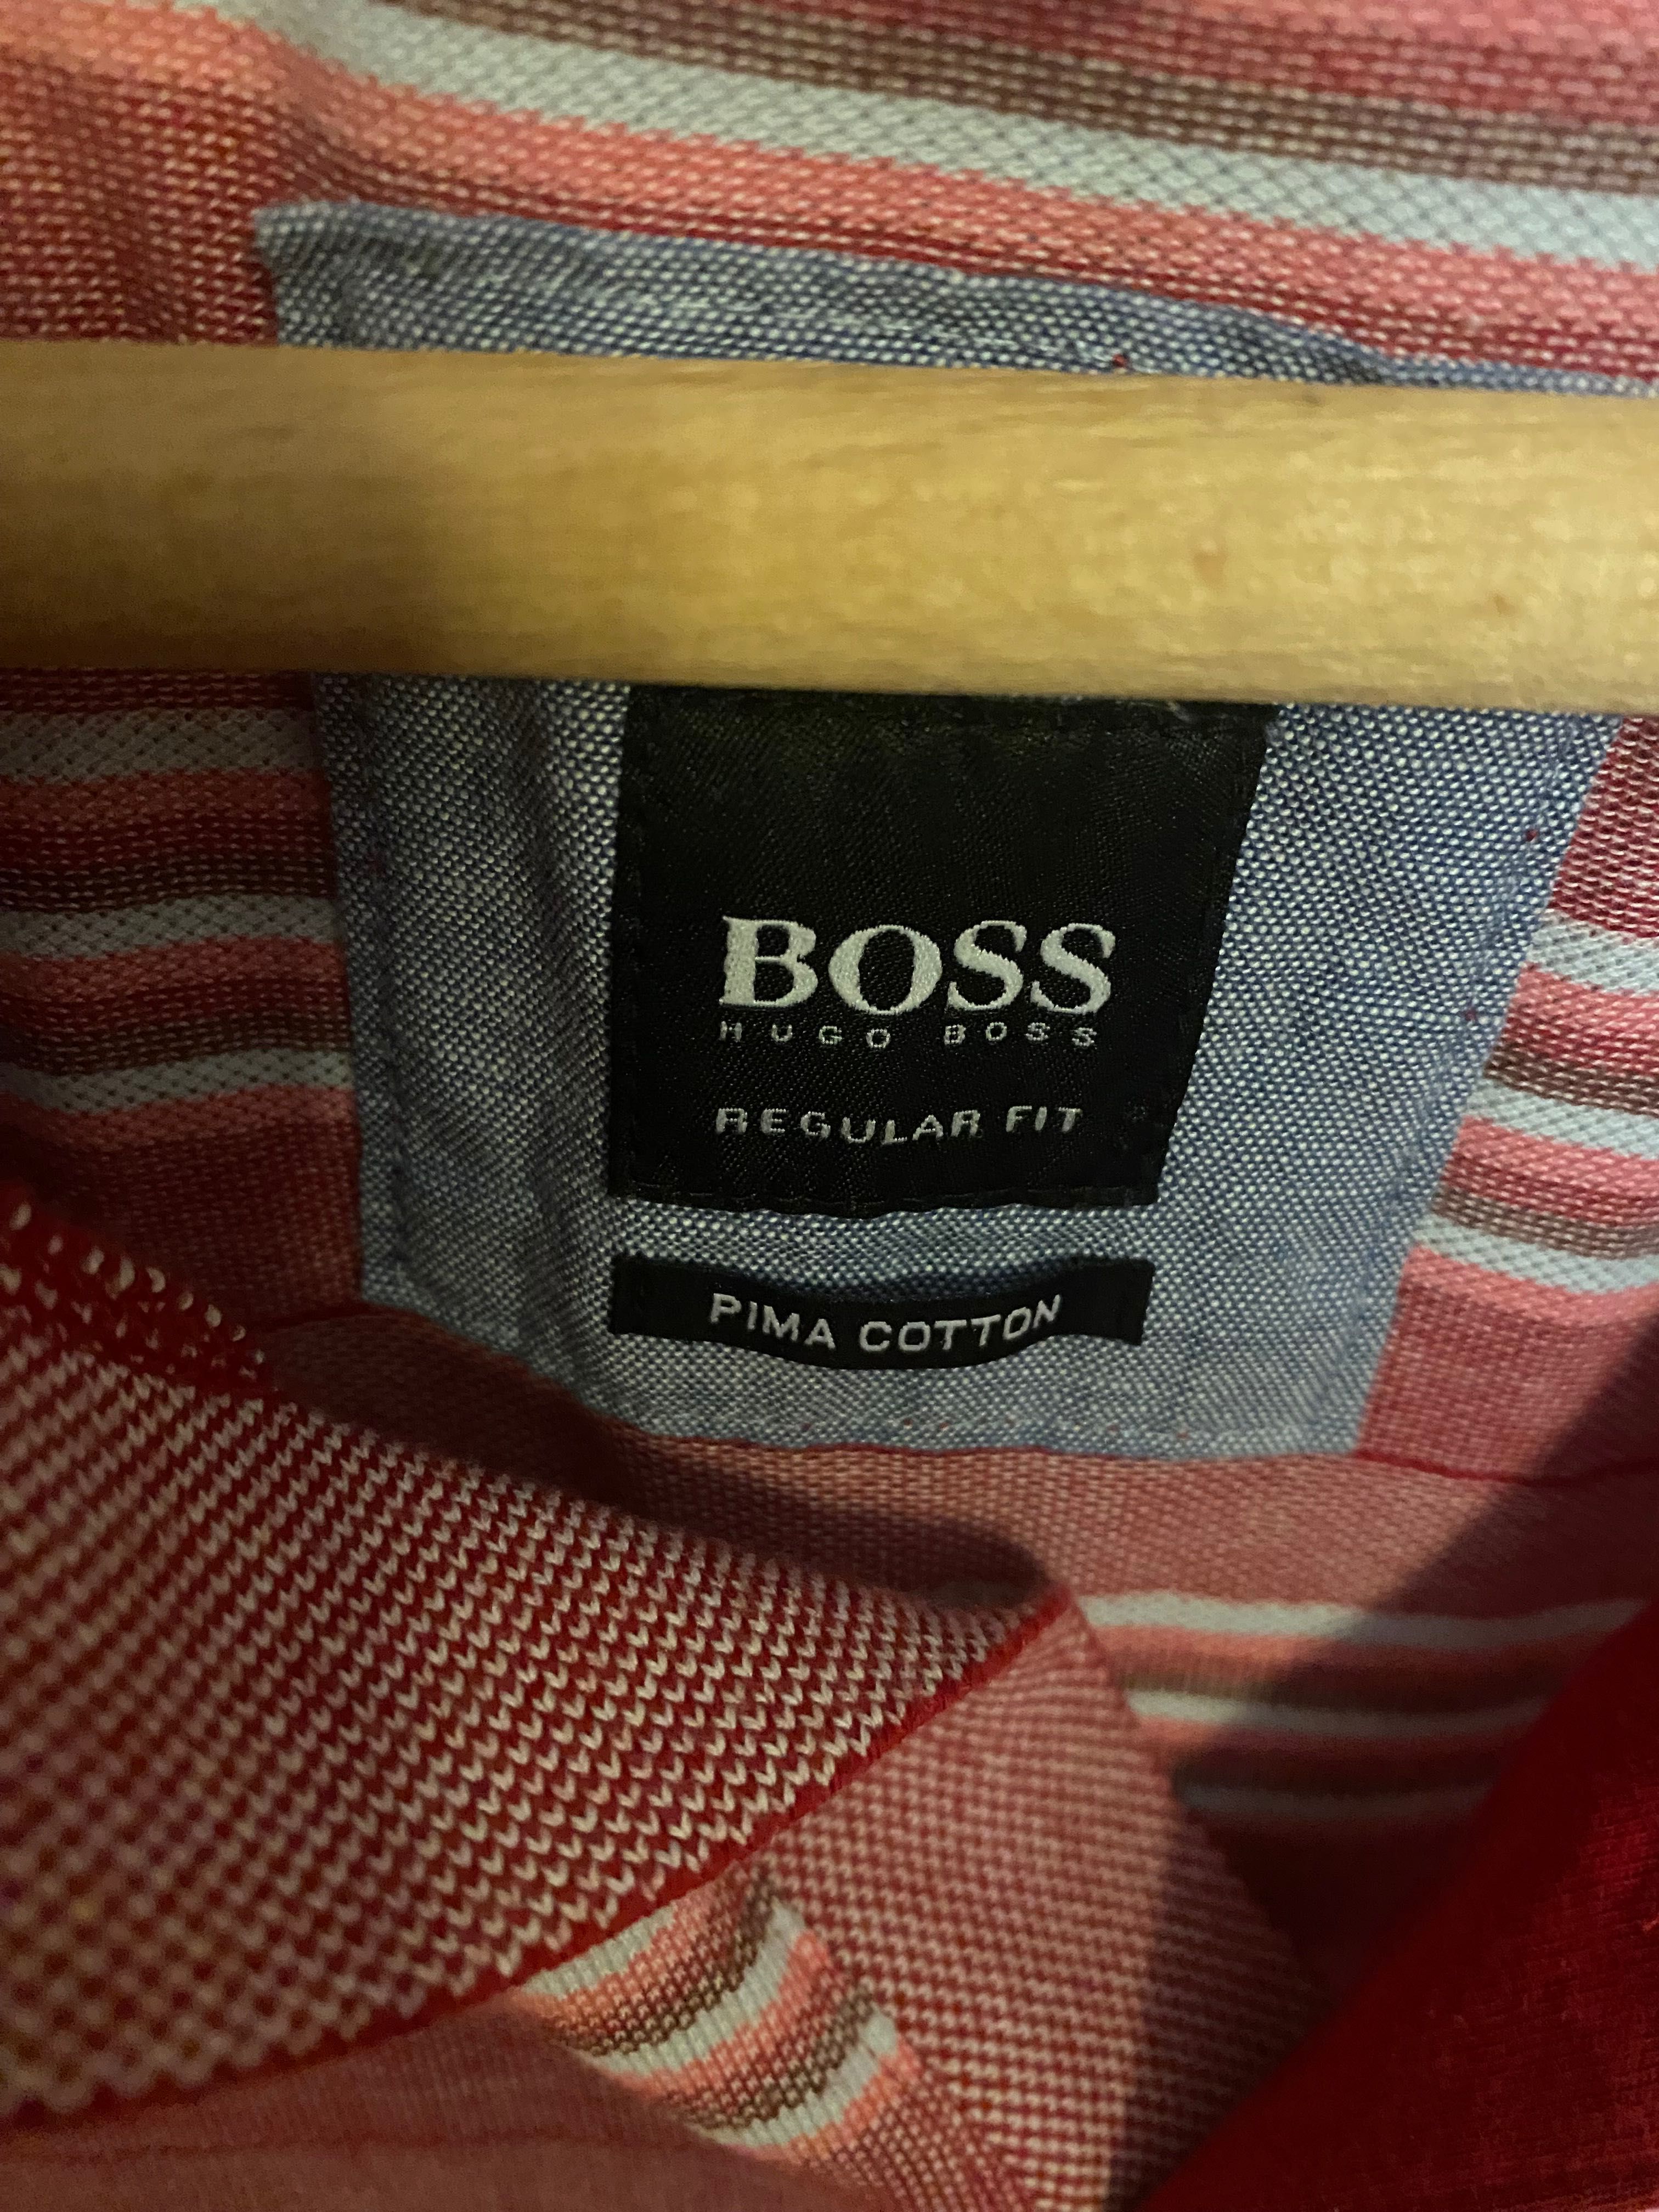 BOSS
HUGO BOSS
REGULAR FIT
PIMA COTTON